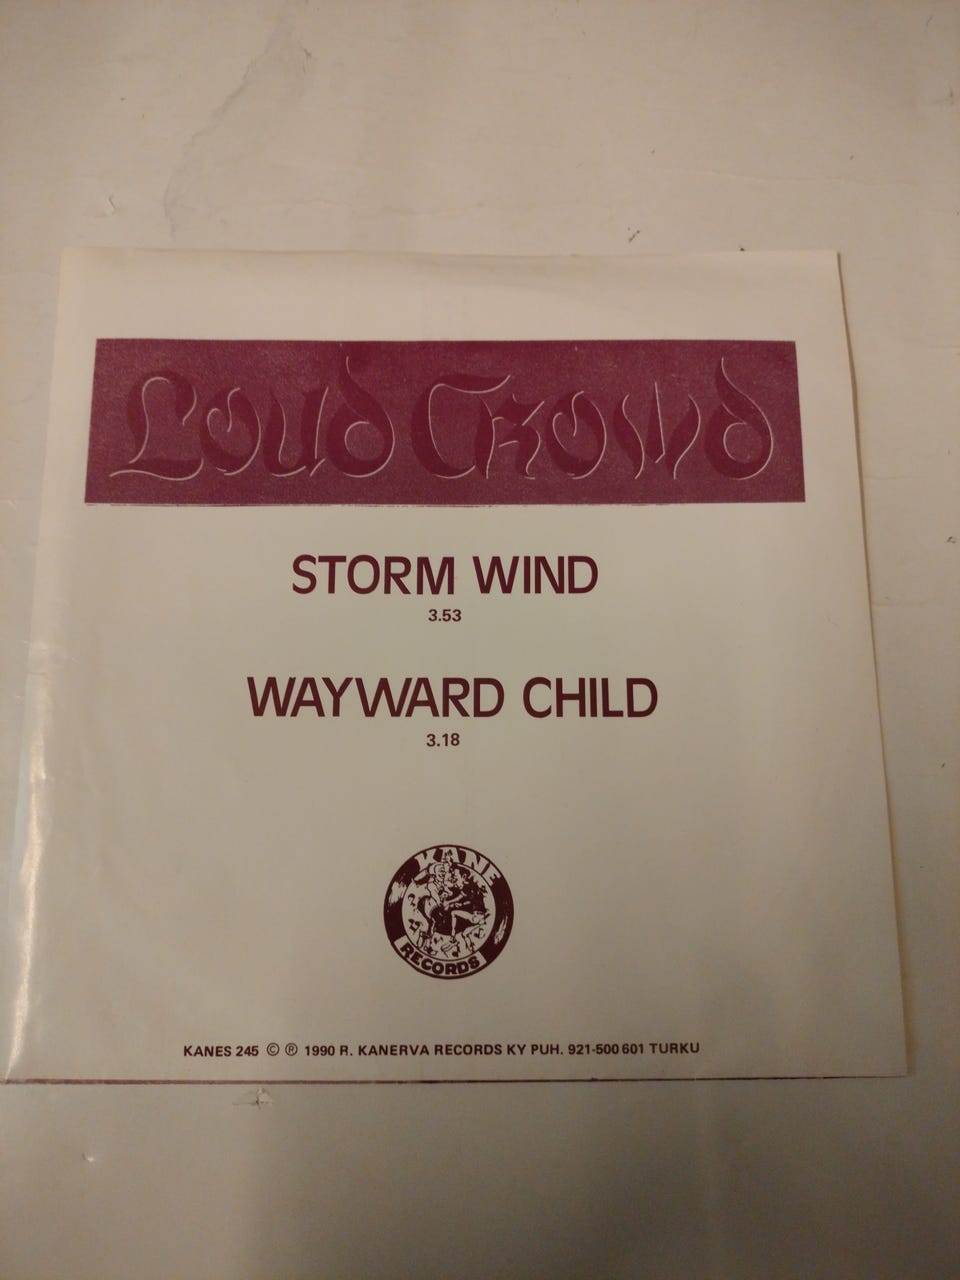 Loud Crowd
STORM WIND
3.53
WAYWARD CHILD
3.18
KANE
RECORDS
KANES 245 © ® 1990 R. KANERVA RECORDS KY PUH. 921-500 601 TURKU